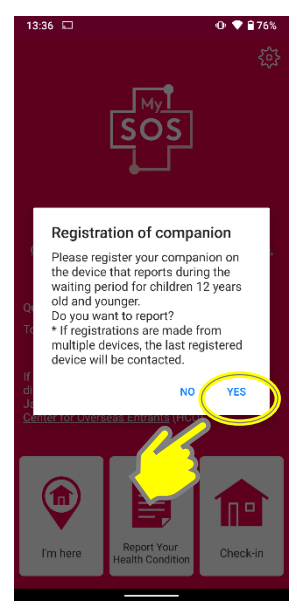 13:36
76%
My
SOS
Registration of companion
Please register your companion on
the device that reports during the
waiting period for children 12 years
old and younger.
Do you want to report?
* If registrations are made from
multiple devices, the last registered
device will be contacted.
NO YES
If
Center for Overseas Entrants (HCO
I'm here
Report Your
Health Condition
Check-in